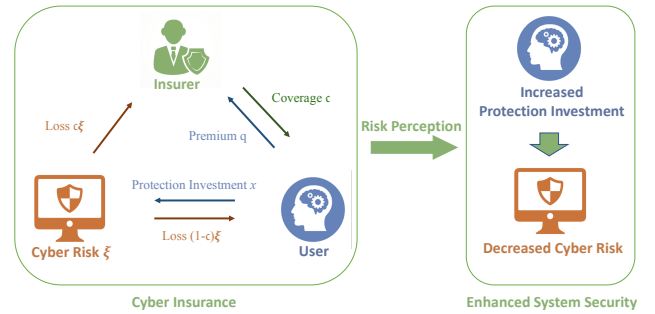 Insurer
Coverage c
Loss cξ
Premium q
Protection Investment x
Loss (1-c)ξ
Cyber Risk ξ
User
Cyber Insurance
Risk Perception
Increased
Protection Investment
Decreased Cyber Risk
Enhanced System Security